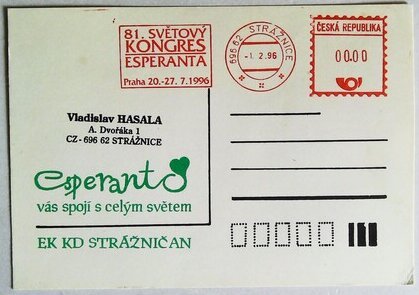 81. SVĚTOVÝ
KONGRES
ESPERANTA
Praha 20.-27. 7. 1996
696 62 STRÁŽNICE
-1. 2. 96
ČESKÁ REPUBLIKA
00.00
Vladislav HASALA
A. Dvořáka 1
CZ - 696 62 STRÁŽNICE
esperanto
vás spojí s celým světem
EK KD STRÁŽNIČAN